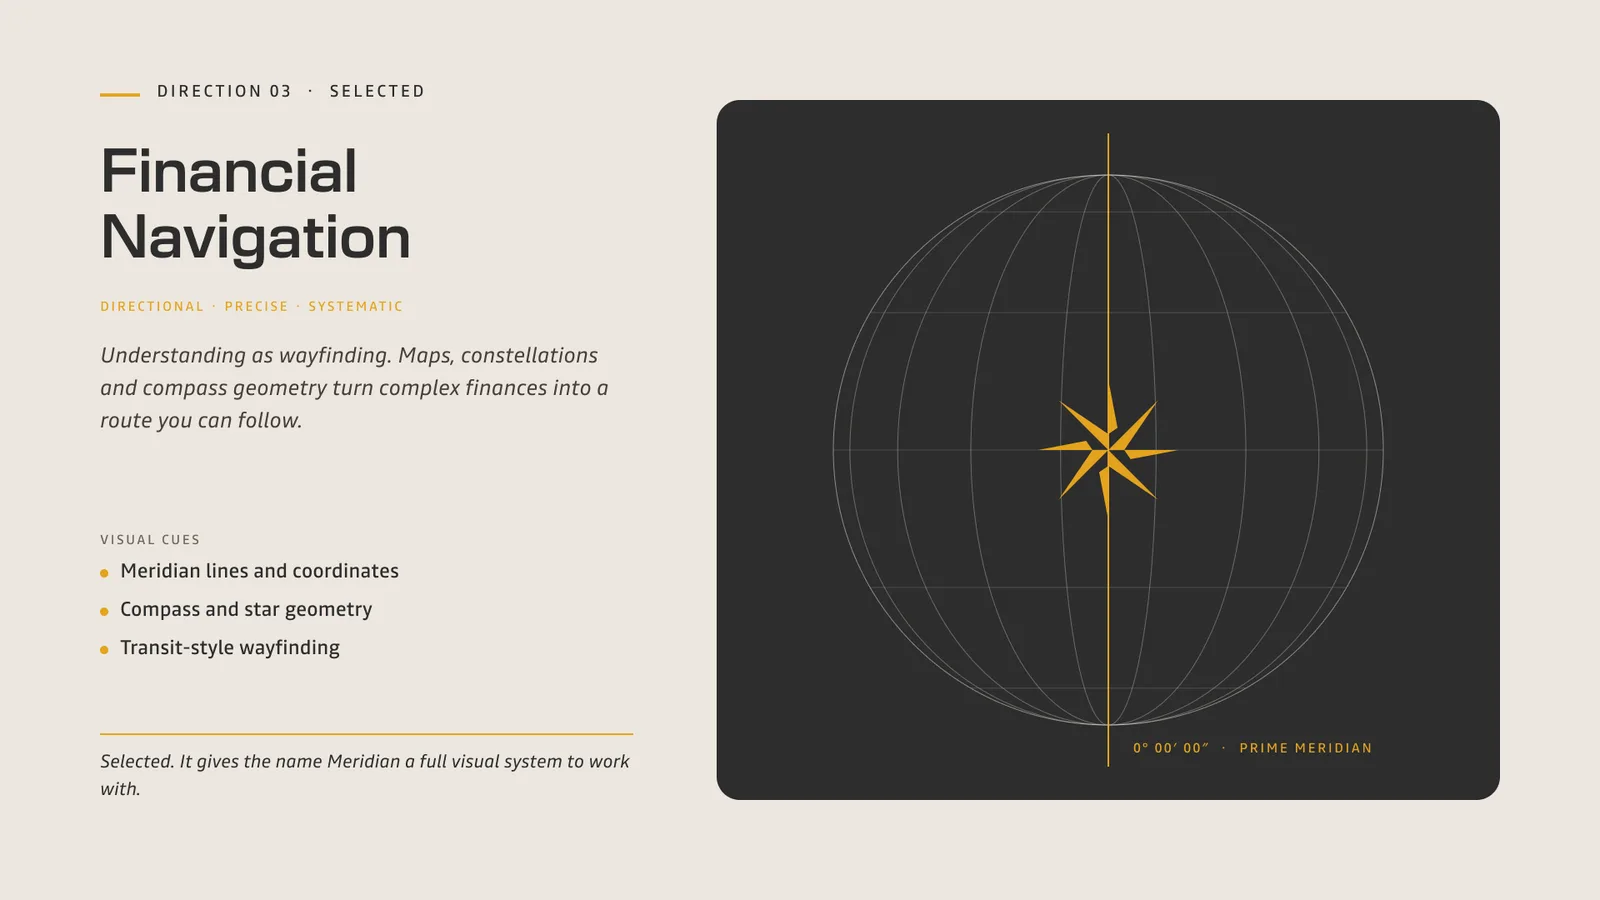 DIRECTION 03 · SELECTED
Financial
Navigation
DIRECTIONAL · PRECISE · SYSTEMATIC
Understanding as wayfinding. Maps, constellations
and compass geometry turn complex finances into a
route you can follow.
VISUAL CUES
Meridian lines and coordinates
Compass and star geometry
Transit-style wayfinding
Selected. It gives the name Meridian a full visual system to work
with.
0° 00′ 00″ · PRIME MERIDIAN